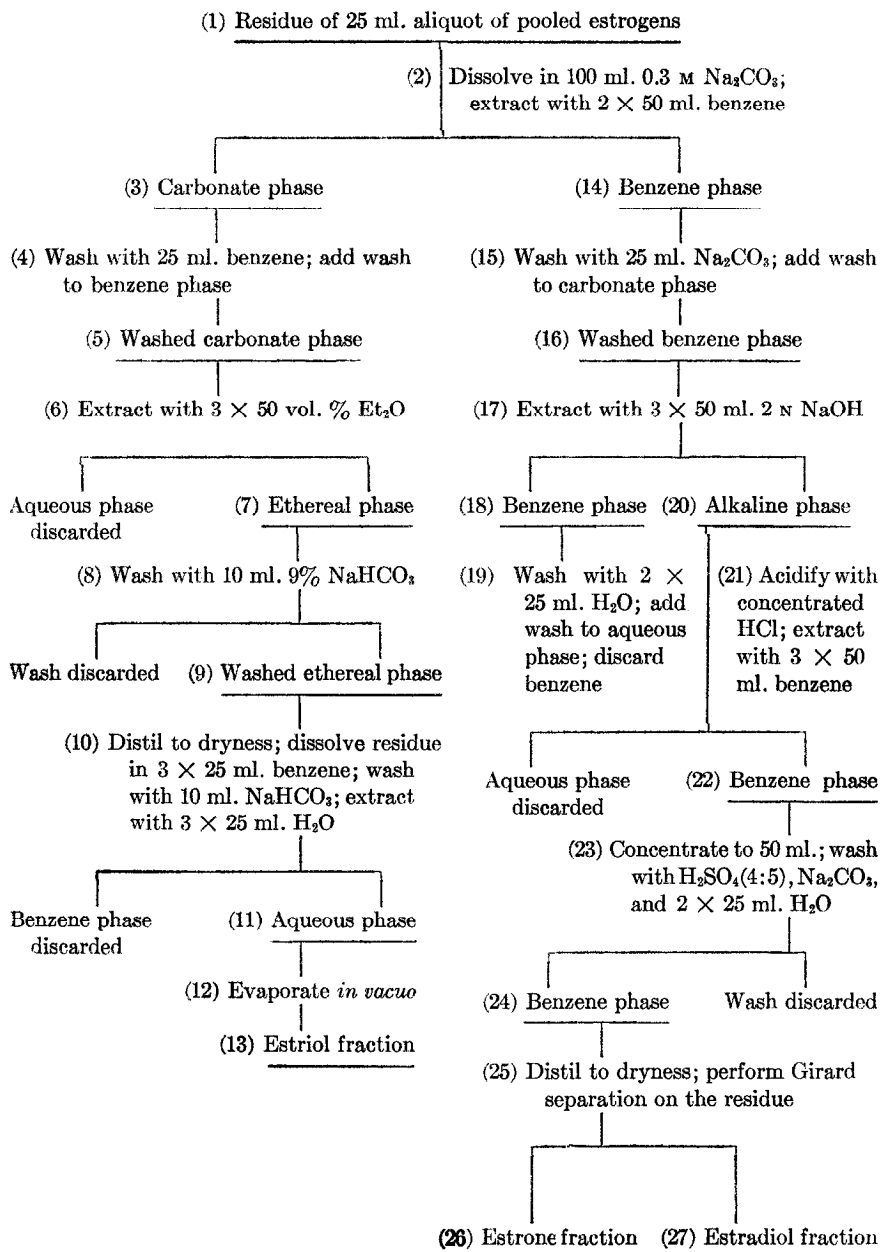 (1) Residue of 25 ml. aliquot of pooled estrogens
(2) Dissolve in 100 ml. 0.3 M Na₂CO₃;
extract with 2 × 50 ml. benzene
(3) Carbonate phase
(4) Wash with 25 ml. benzene; add wash
to benzene phase
(5) Washed carbonate phase
(6) Extract with 3 × 50 vol. % Et₂O
Aqueous phase
discarded
(7) Ethereal phase
(8) Wash with 10 ml. 9% NaHCO₃
Wash discarded
(9) Washed ethereal phase
(10) Distil to dryness; dissolve residue
in 3 × 25 ml. benzene; wash
with 10 ml. NaHCO₃; extract
with 3 × 25 ml. H₂O
Benzene phase
discarded
(11) Aqueous phase
(12) Evaporate in vacuo
(13) Estriol fraction
(14) Benzene phase
(15) Wash with 25 ml. Na₂CO₃; add wash
to carbonate phase
(16) Washed benzene phase
(17) Extract with 3 × 50 ml. 2 N NaOH
(18) Benzene phase
(19) Wash with 2 ×
25 ml. H₂O; add
wash to aqueous
phase; discard
benzene
(20) Alkaline phase
(21) Acidify with
concentrated
HCl; extract
with 3 × 50
ml. benzene
Aqueous phase
discarded
(22) Benzene phase
(23) Concentrate to 50 ml.; wash
with H₂SO₄(4:5), Na₂CO₃,
and 2 × 25 ml. H₂O
(24) Benzene phase
Wash discarded
(25) Distil to dryness; perform Girard
separation on the residue
(26) Estrone fraction
(27) Estradiol fraction